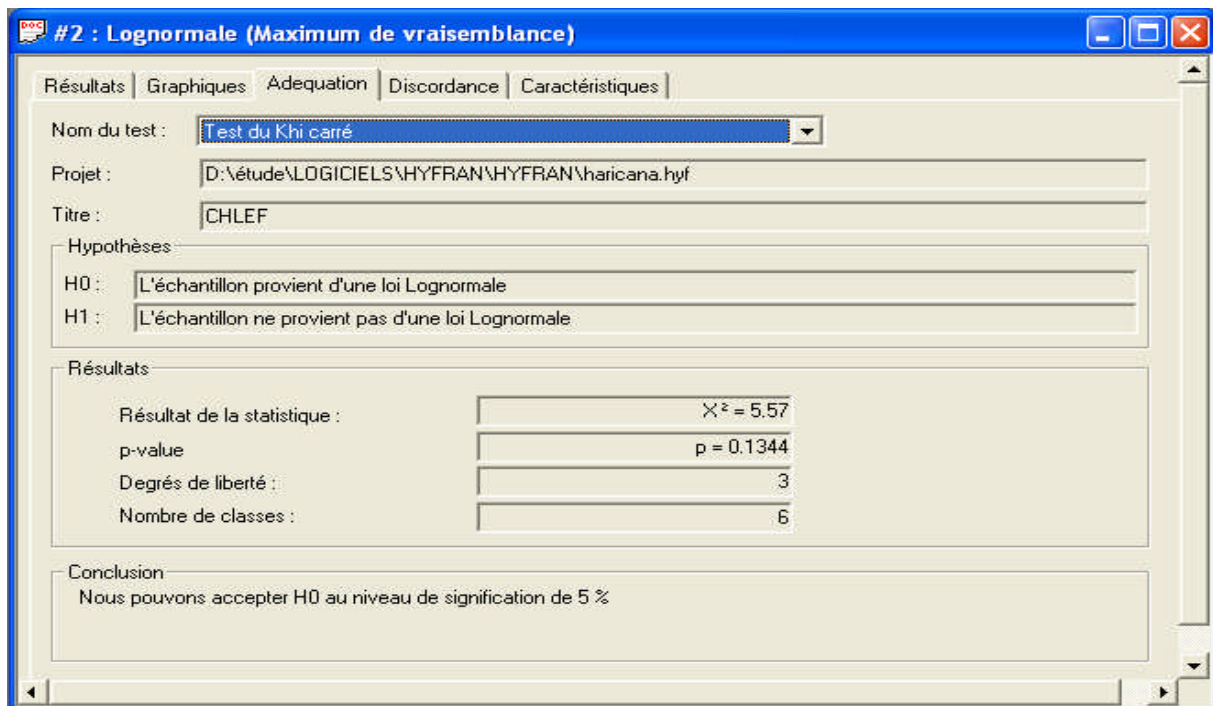 #2 : Lognormale (Maximum de vraisemblance)
Résultats Graphiques Adequation Discordance Caractéristiques
Nom du test : Test du Khi carré
Projet : D:\étude\LOGICIELS\HYFRAN\HYFRAN\haricana.hyf
Titre : CHLEF
Hypothèses
H0 : L'échantillon provient d'une loi Lognormale
H1 : L'échantillon ne provient pas d'une loi Lognormale
Résultats
Résultat de la statistique : X² = 5.57
p-value p = 0.1344
Degrés de liberté : 3
Nombre de classes : 6
Conclusion
Nous pouvons accepter H0 au niveau de signification de 5 %